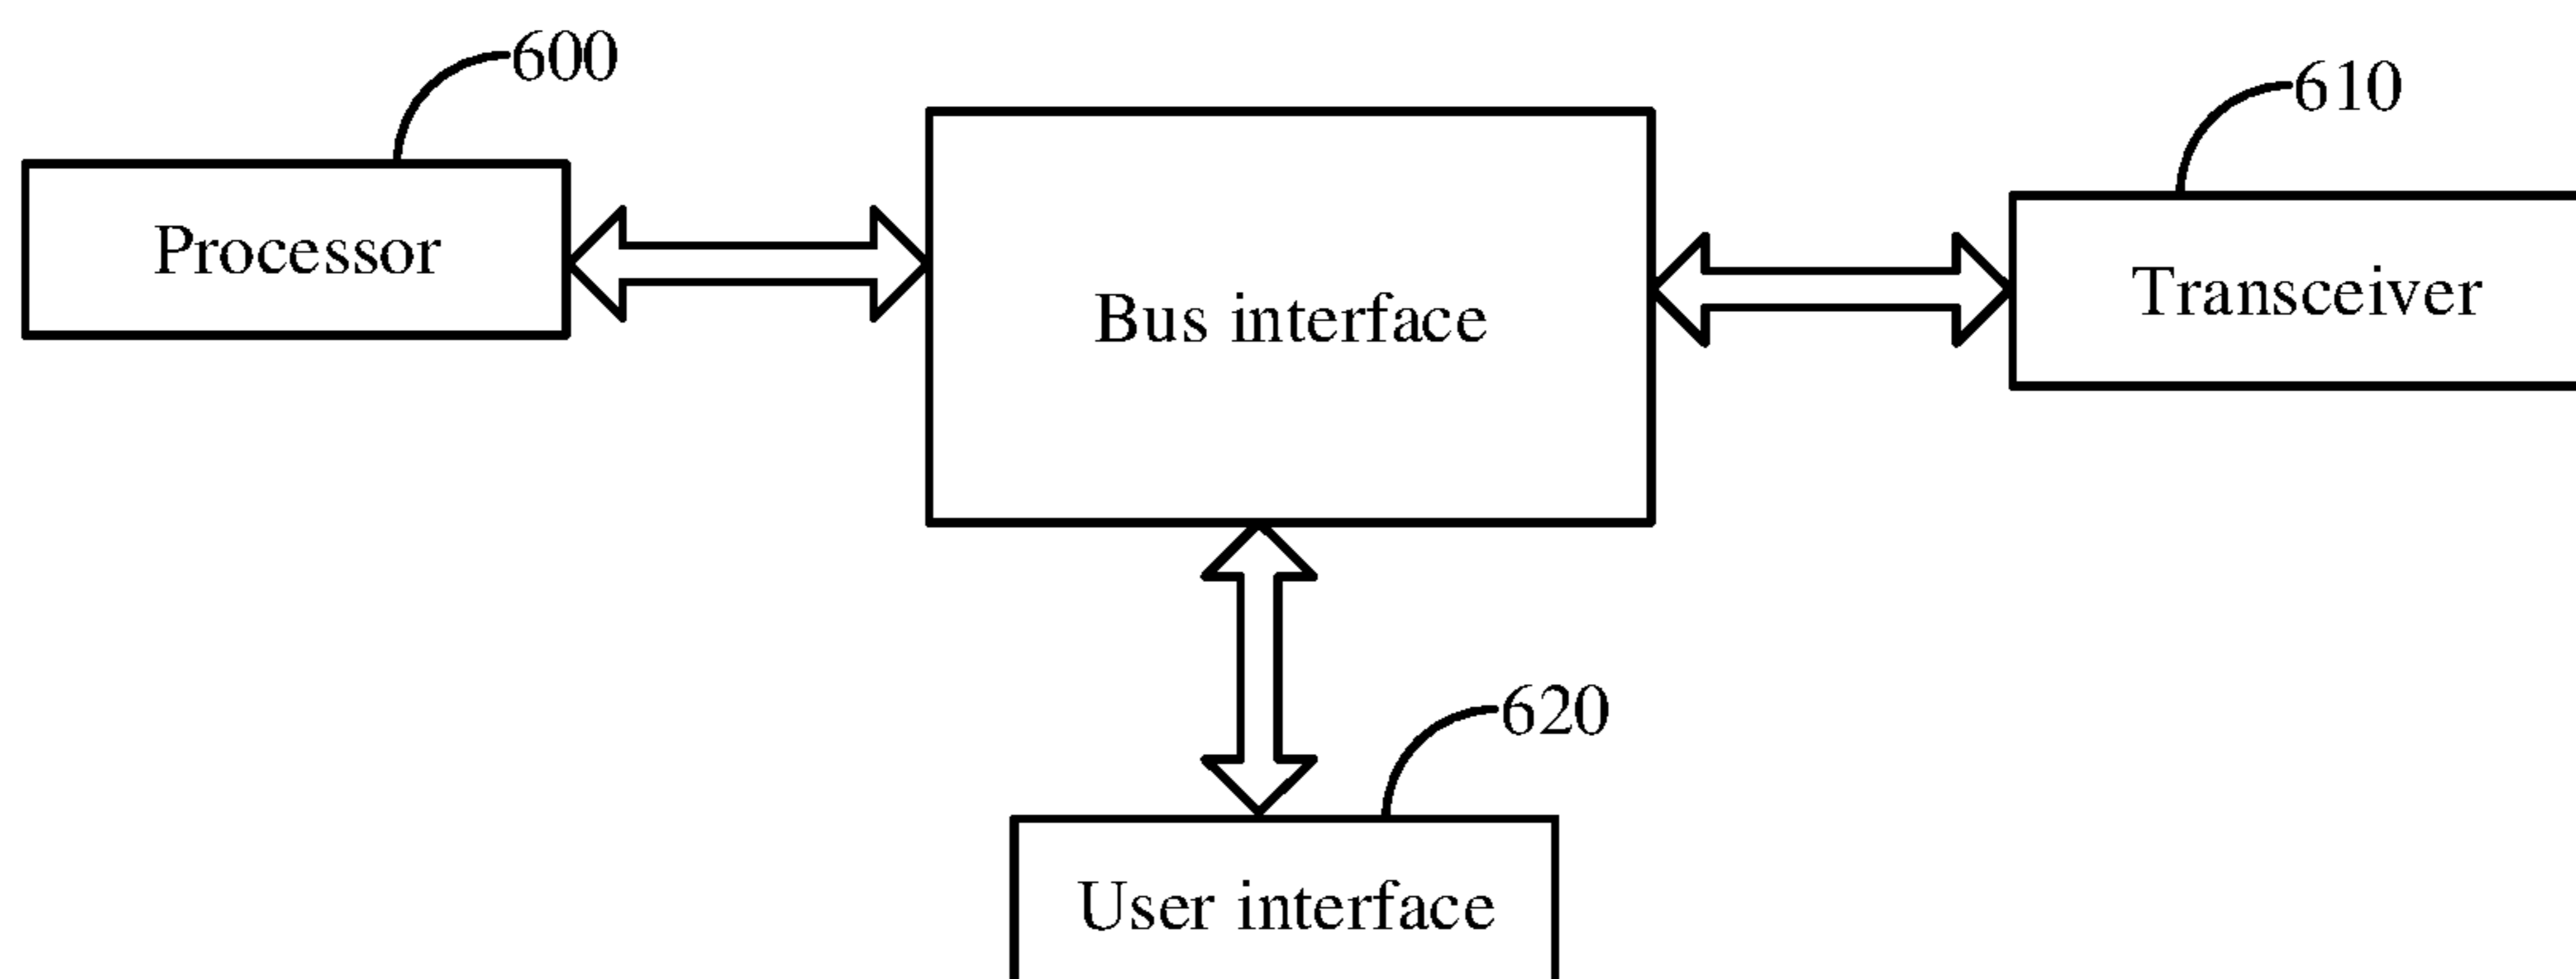 600
610
Processor
Bus interface
Transceiver
620
User interface